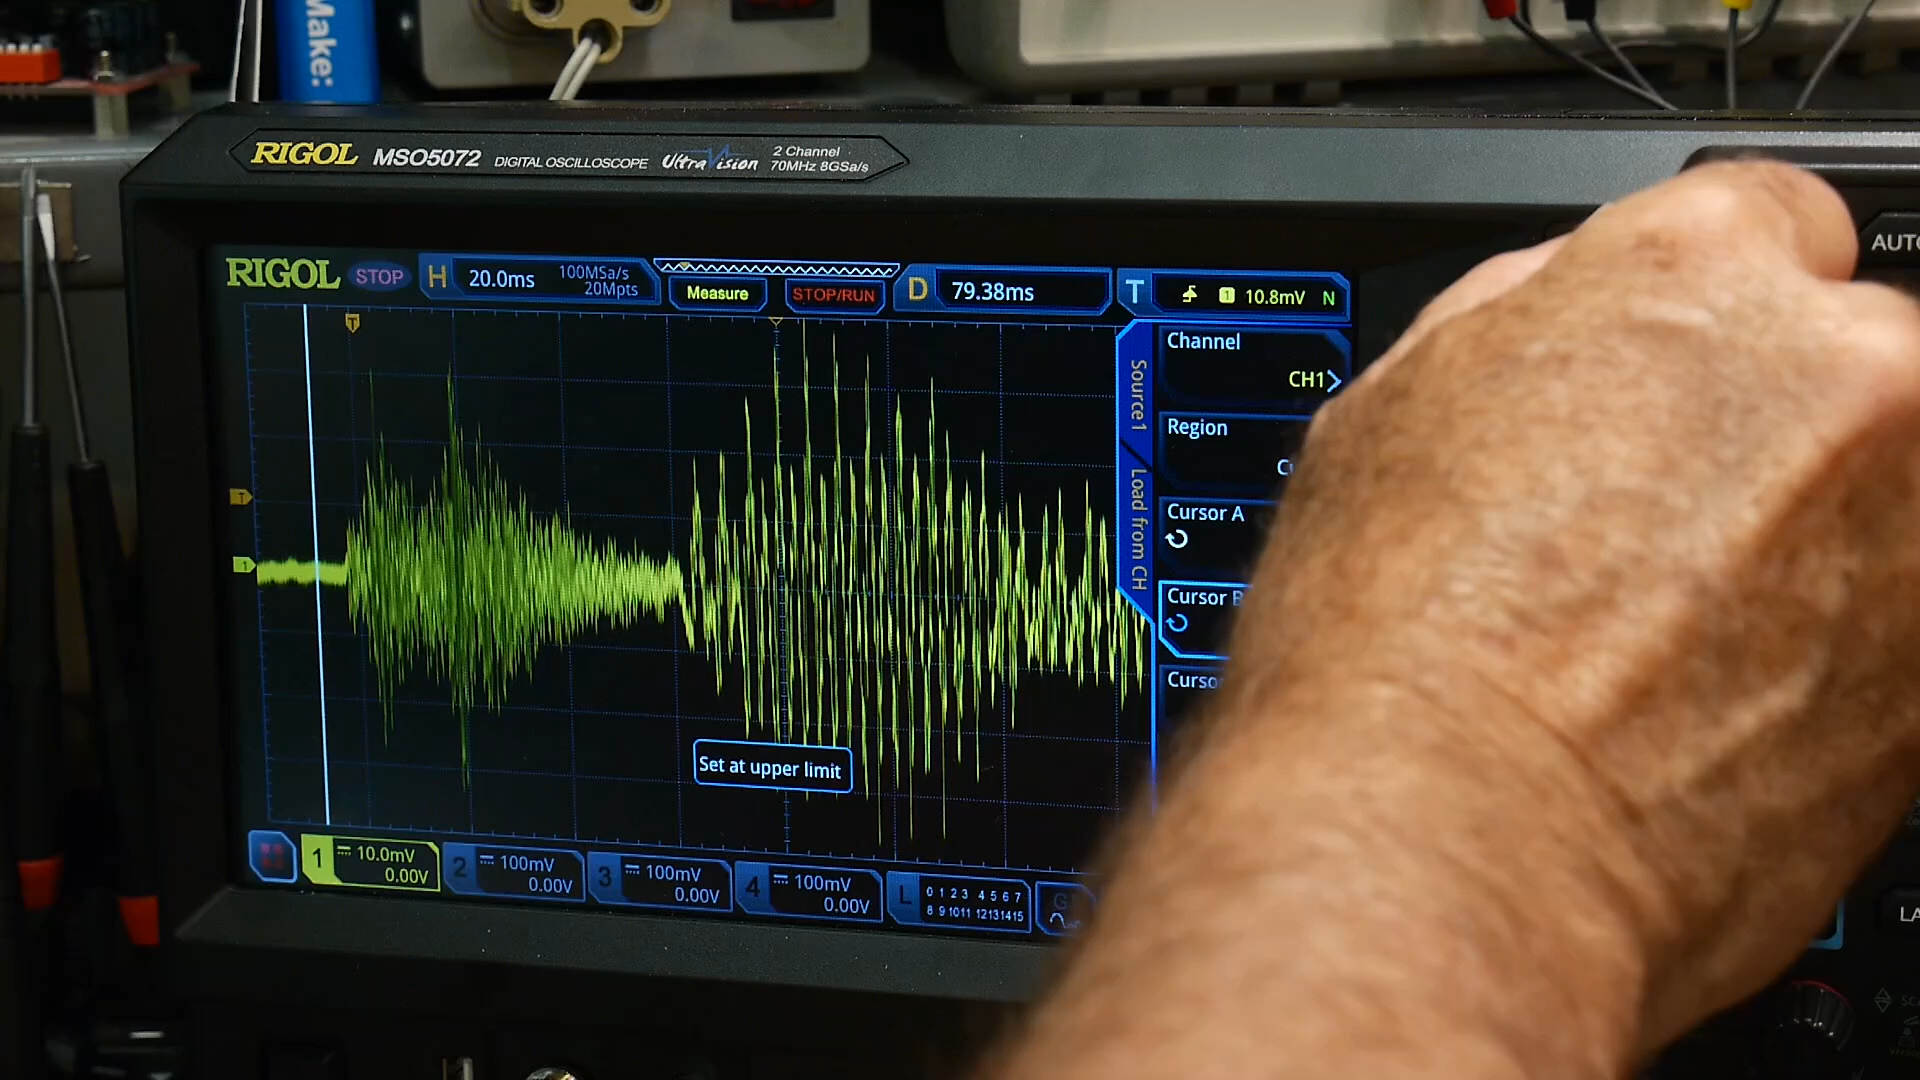 Make:
RIGOL MSO5072 DIGITAL OSCILLOSCOPE UltraVision 2 Channel
70MHz 8GSa/s
AUTO
RIGOL STOP H 20.0ms 100MSa/s
20Mpts
Measure STOP/RUN D 79.38ms T 1 10.8mV N
T
Channel
CH1
Source1
Region
Load from CH
Cursor A
T
1
Cursor B
Curso
Set at upper limit
1 10.0mV
0.00V
2 100mV
0.00V
3 100mV
0.00V
4 100mV
0.00V
L 0 1 2 3 4 5 6 7
8 9 10 11 12 13 14 15
LA